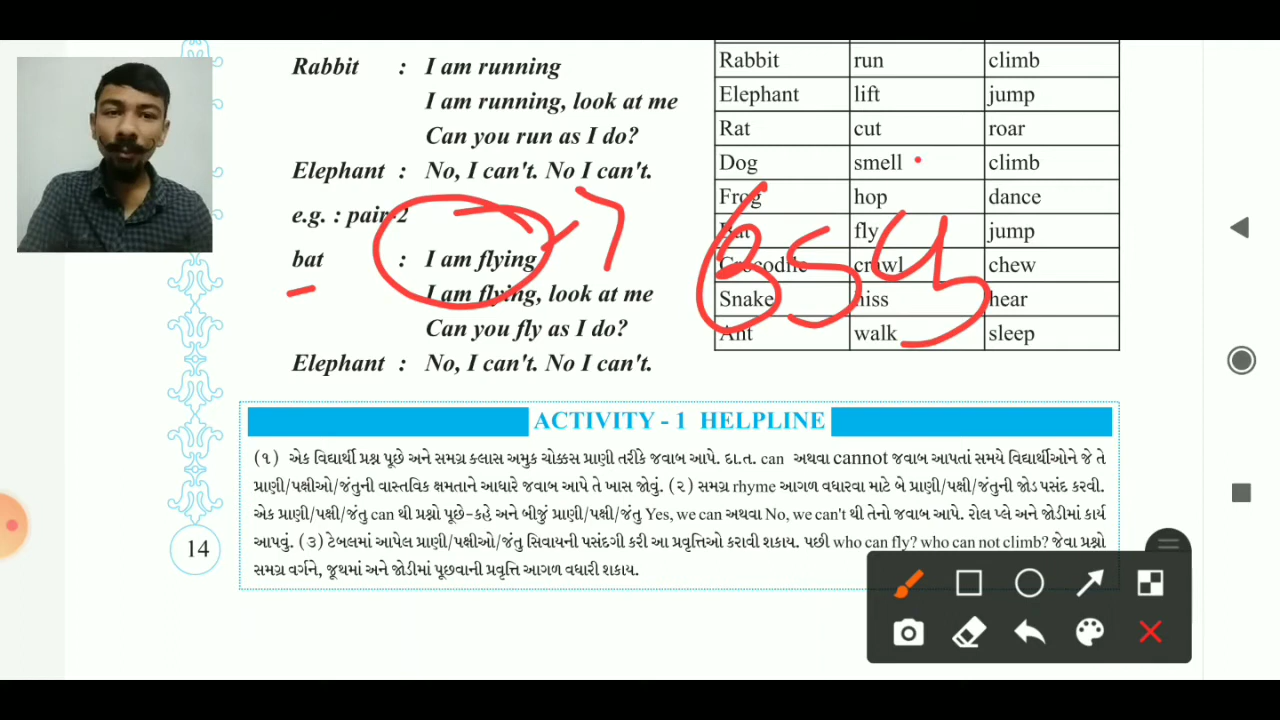 Rabbit : I am running
I am running, look at me
Can you run as I do?
Elephant : No, I can't. No I can't.
e.g. : pair-2
bat : I am flying
I am flying, look at me
Can you fly as I do?
Elephant : No, I can't. No I can't.
Rabbit run climb
Elephant lift jump
Rat cut roar
Dog smell climb
Frog hop dance
Bat fly jump
Crocodile crawl chew
Snake hiss hear
Ant walk sleep
ACTIVITY - 1 HELPLINE
(૧) એક વિદ્યાર્થી પ્રશ્ન પૂછે અને સમગ્ર ક્લાસ અમુક ચોક્કસ પ્રાણી તરીકે જવાબ આપે. દા.ત. can અથવા cannot જવાબ આપતાં સમયે વિદ્યાર્થીઓને જે તે
પ્રાણી/પક્ષીઓ/જંતુની વાસ્તવિક ક્ષમતાને આધારે જવાબ આપે તે ખાસ જોવું. (૨) સમગ્ર rhyme આગળ વધારવા માટે બે પ્રાણી/પક્ષી/જંતુની જોડ પસંદ કરવી.
એક પ્રાણી/પક્ષી/જંતુ can થી પ્રશ્નો પૂછે-કહે અને બીજું પ્રાણી/પક્ષી/જંતુ Yes, we can અથવા No, we can't થી તેનો જવાબ આપે. રોલ પ્લે અને જોડીમાં કાર્ય
આપવું. (૩) ટેબલમાં આપેલ પ્રાણી/પક્ષીઓ/જંતુ સિવાયની પસંદગી કરી આ પ્રવૃત્તિઓ કરાવી શકાય. પછી who can fly? who can not climb? જેવા પ્રશ્નો
સમગ્ર વર્ગને, જૂથમાં અને જોડીમાં પૂછવાની પ્રવૃત્તિ આગળ વધારી શકાય.
14